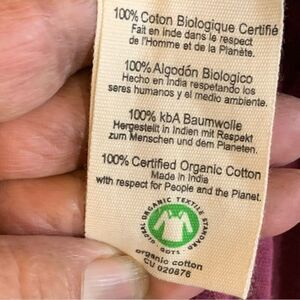 100% Coton Biologique Certifié
Fait en Inde dans le respect
de l'Homme et de la Planète.
100% Algodón Biologico
Hecho en India respetando los
seres humanos y el medio ambiente.
100% kbA Baumwolle
Hergestellt in Indien mit Respekt
zum Menschen und dem Planeten.
100% Certified Organic Cotton
Made in India
with respect for People and the Planet.
GLOBAL ORGANIC TEXTILE STANDARD
GOTS
organic cotton
CU 020876